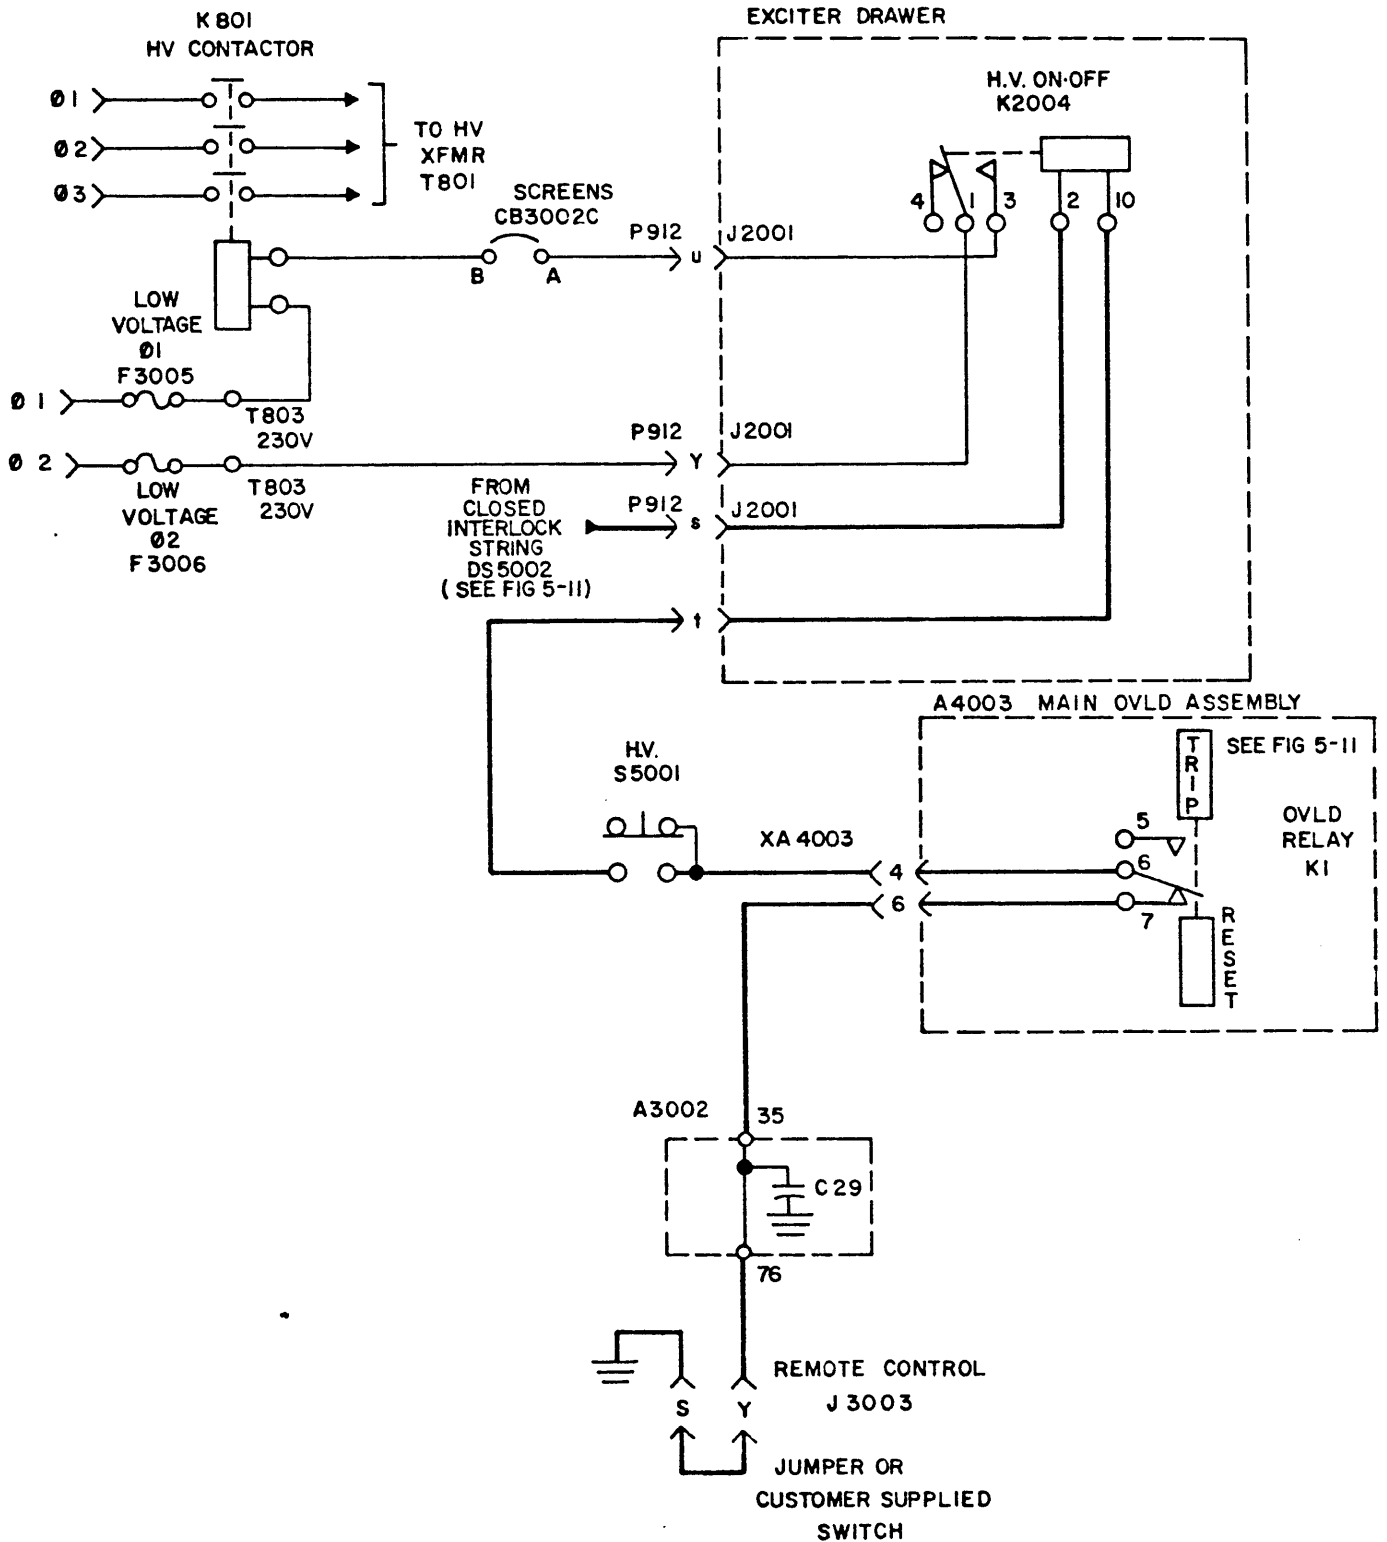 EXCITER DRAWER
K801
HV CONTACTOR
Ø1
Ø2
Ø3
TO HV
XFMR
T801
H.V. ON-OFF
K2004
4
1
3
2
10
SCREENS
CB3002C
B
A
P912
u
J2001
LOW
VOLTAGE
Ø1
F3005
Ø 1
T803
230V
Ø 2
T803
230V
LOW
VOLTAGE
Ø2
F3006
P912
Y
J2001
FROM
CLOSED
INTERLOCK
STRING
DS5002
(SEE FIG 5-11)
P912
s
J2001
t
A4003 MAIN OVLD ASSEMBLY
TRIP
SEE FIG 5-11
OVLD
RELAY
K1
5
6
7
RESET
H.V.
S5001
XA4003
4
6
A3002
35
C29
76
REMOTE CONTROL
J3003
S
Y
JUMPER OR
CUSTOMER SUPPLIED
SWITCH